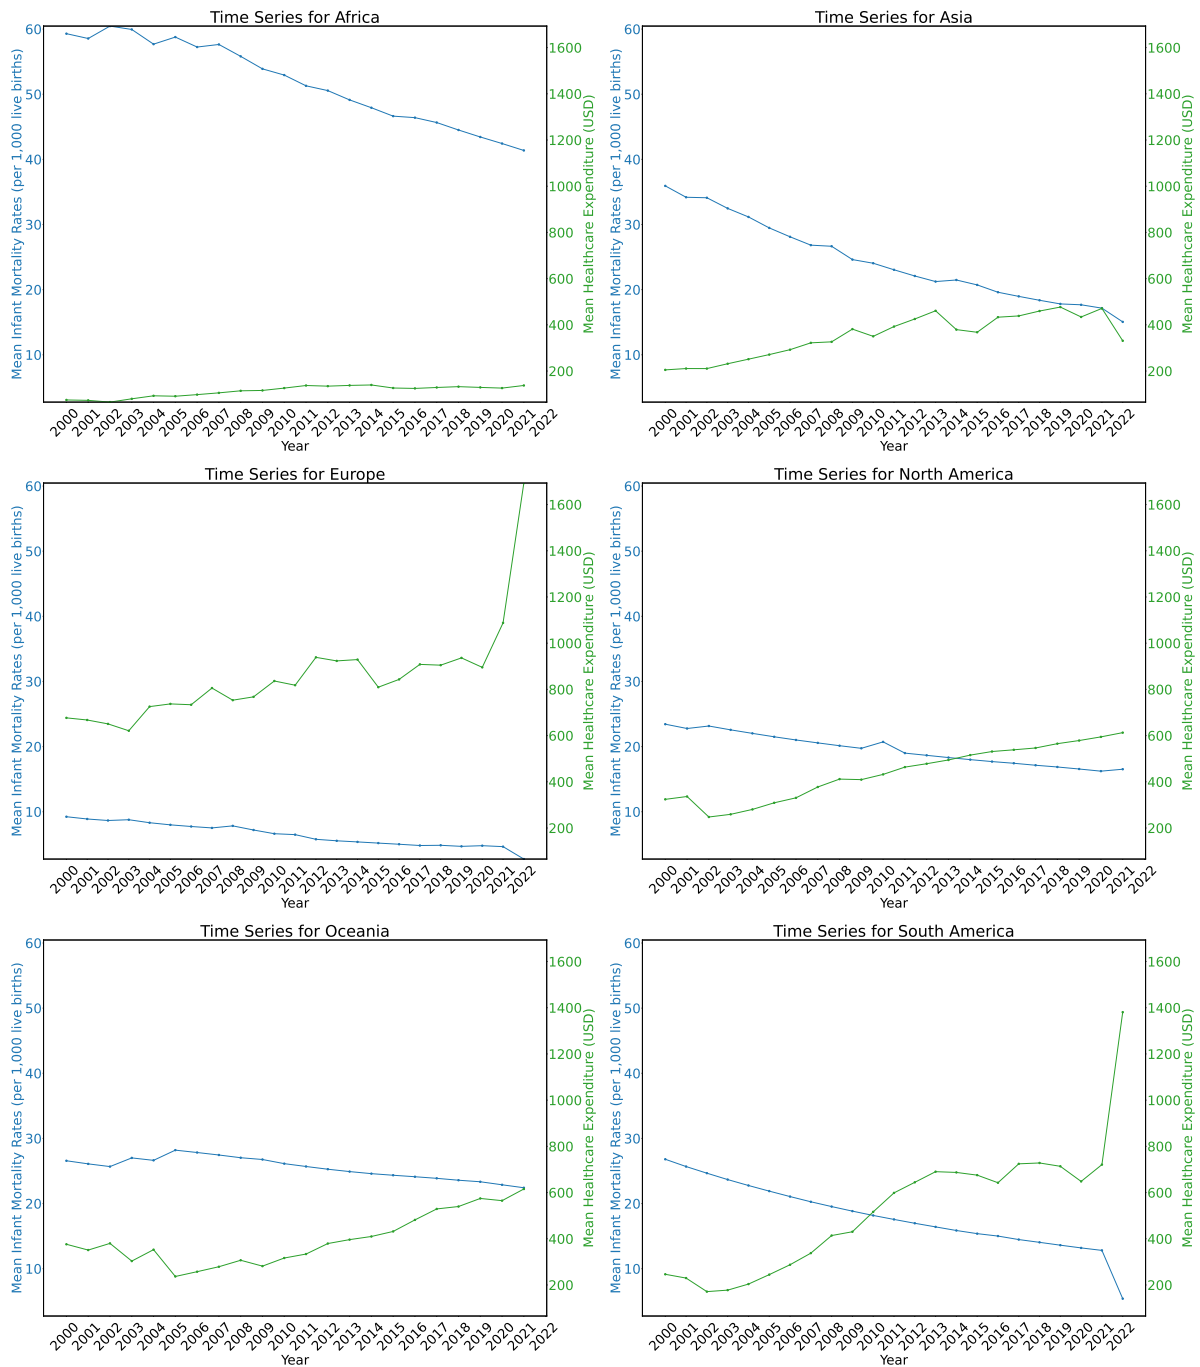 Time Series for Africa
Mean Infant Mortality Rates (per 1,000 live births)
60
50
40
30
20
10
1600
1400
1200
1000
800
600
400
200
Mean Healthcare Expenditure (USD)
2000 2001 2002 2003 2004 2005 2006 2007 2008 2009 2010 2011 2012 2013 2014 2015 2016 2017 2018 2019 2020 2021 2022
Year
Time Series for Asia
Mean Infant Mortality Rates (per 1,000 live births)
60
50
40
30
20
10
1600
1400
1200
1000
800
600
400
200
Mean Healthcare Expenditure (USD)
2000 2001 2002 2003 2004 2005 2006 2007 2008 2009 2010 2011 2012 2013 2014 2015 2016 2017 2018 2019 2020 2021 2022
Year
Time Series for Europe
Mean Infant Mortality Rates (per 1,000 live births)
60
50
40
30
20
10
1600
1400
1200
1000
800
600
400
200
Mean Healthcare Expenditure (USD)
2000 2001 2002 2003 2004 2005 2006 2007 2008 2009 2010 2011 2012 2013 2014 2015 2016 2017 2018 2019 2020 2021 2022
Year
Time Series for North America
Mean Infant Mortality Rates (per 1,000 live births)
60
50
40
30
20
10
1600
1400
1200
1000
800
600
400
200
Mean Healthcare Expenditure (USD)
2000 2001 2002 2003 2004 2005 2006 2007 2008 2009 2010 2011 2012 2013 2014 2015 2016 2017 2018 2019 2020 2021 2022
Year
Time Series for Oceania
Mean Infant Mortality Rates (per 1,000 live births)
60
50
40
30
20
10
1600
1400
1200
1000
800
600
400
200
Mean Healthcare Expenditure (USD)
2000 2001 2002 2003 2004 2005 2006 2007 2008 2009 2010 2011 2012 2013 2014 2015 2016 2017 2018 2019 2020 2021 2022
Year
Time Series for South America
Mean Infant Mortality Rates (per 1,000 live births)
60
50
40
30
20
10
1600
1400
1200
1000
800
600
400
200
Mean Healthcare Expenditure (USD)
2000 2001 2002 2003 2004 2005 2006 2007 2008 2009 2010 2011 2012 2013 2014 2015 2016 2017 2018 2019 2020 2021 2022
Year